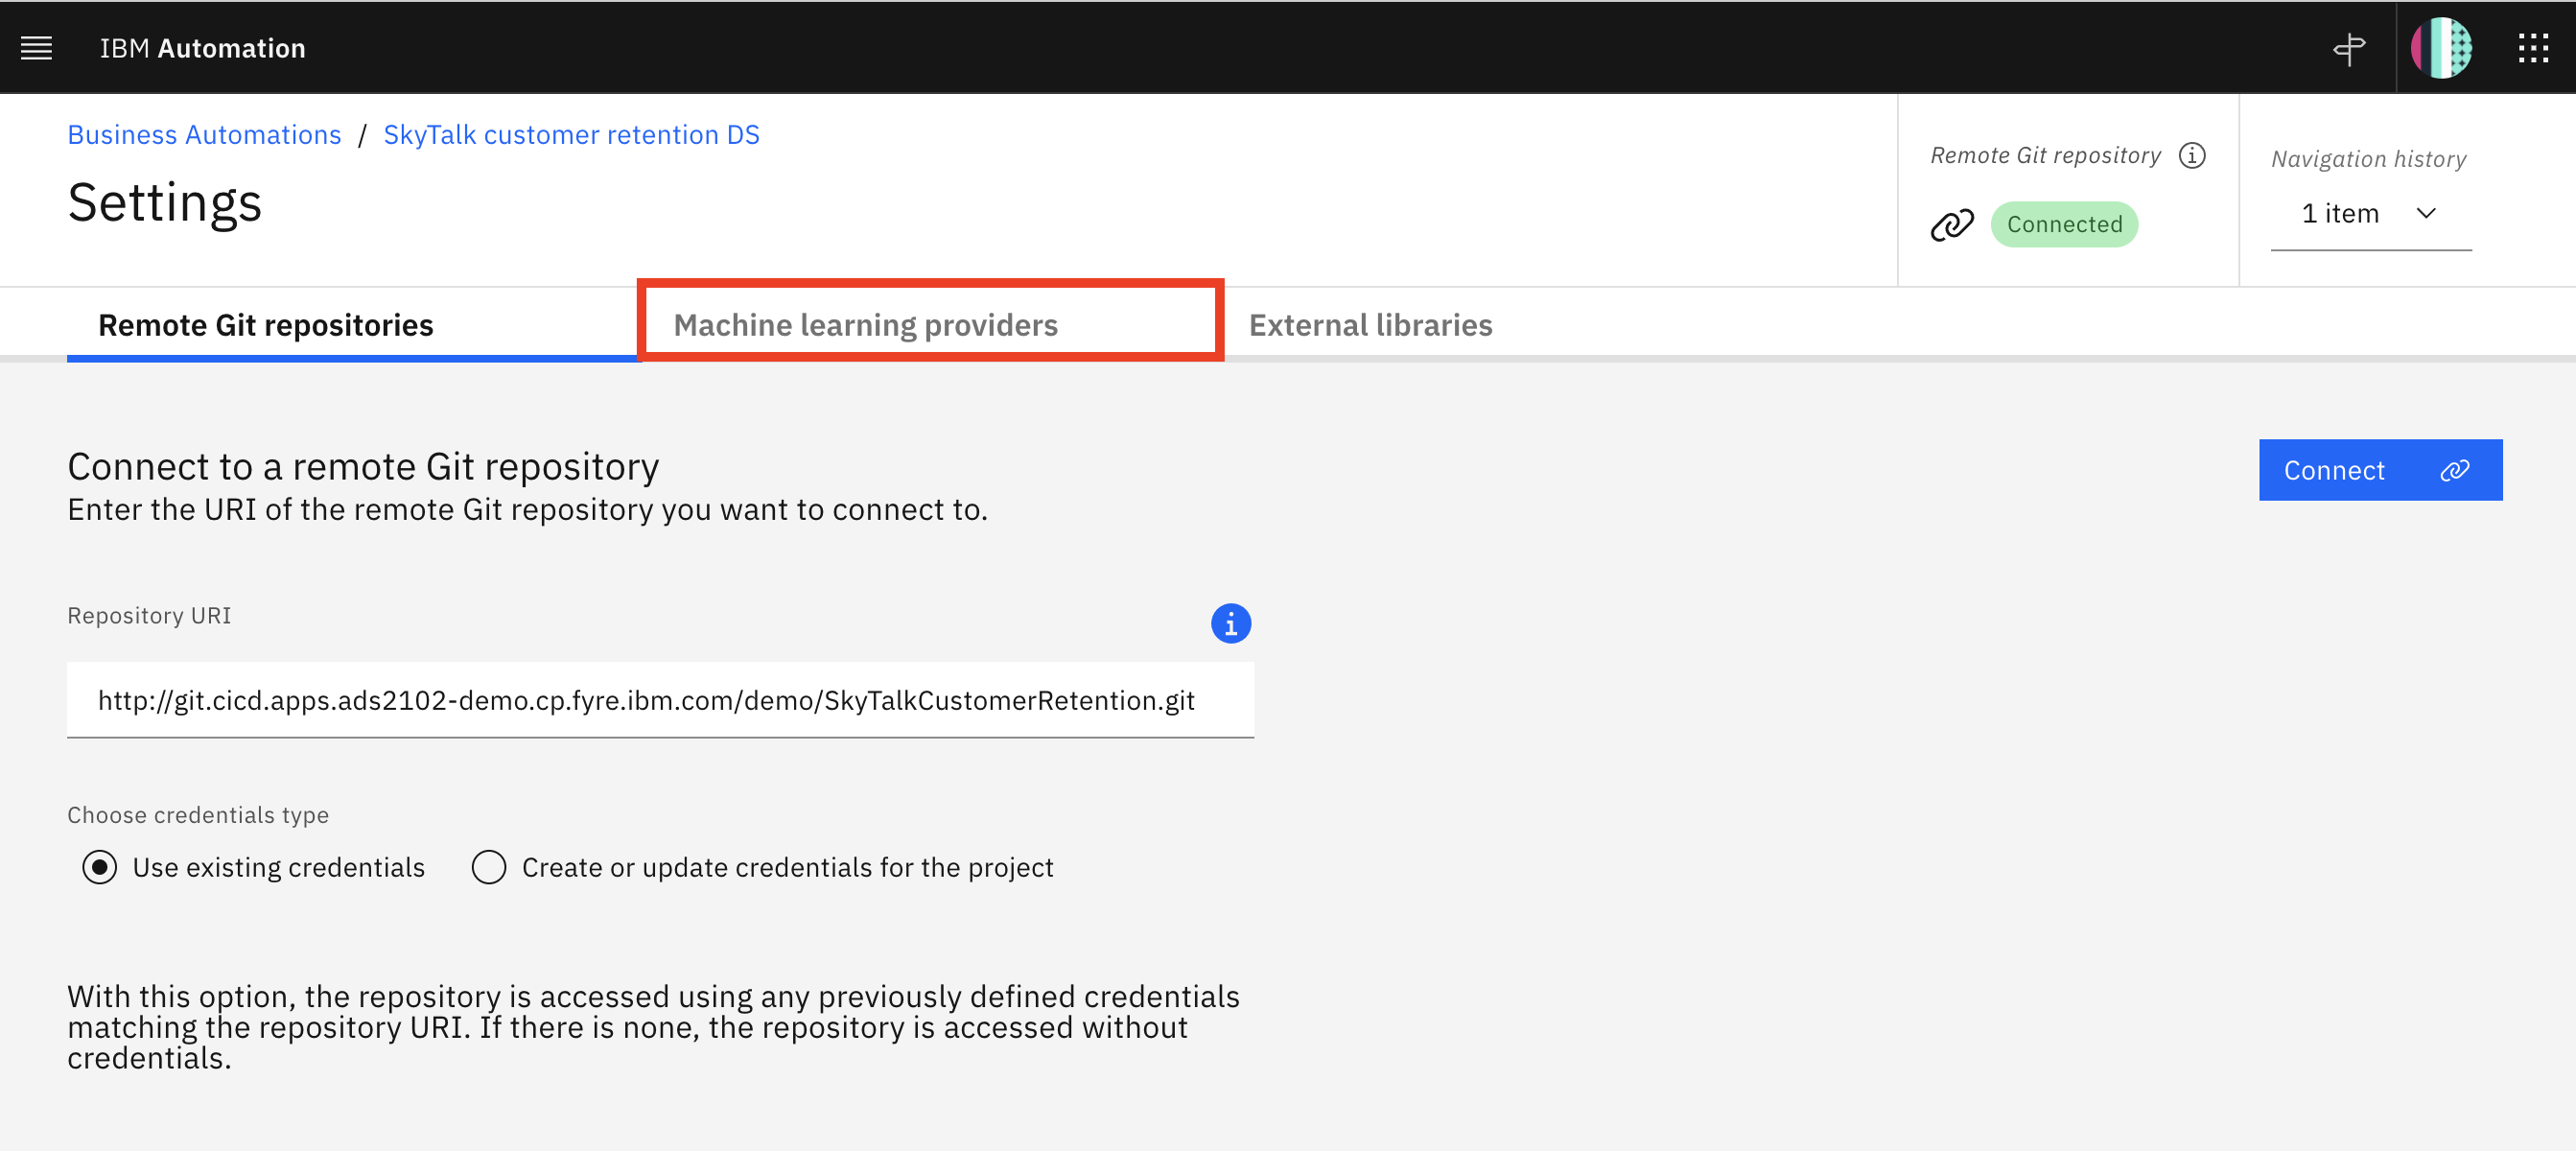 IBM Automation
Business Automations / SkyTalk customer retention DS
Settings
Remote Git repository
Connected
Navigation history
1 item
Remote Git repositories
Machine learning providers
External libraries
Connect to a remote Git repository
Enter the URI of the remote Git repository you want to connect to.
Connect
Repository URI
http://git.cicd.apps.ads2102-demo.cp.fyre.ibm.com/demo/SkyTalkCustomerRetention.git
Choose credentials type
Use existing credentials
Create or update credentials for the project
With this option, the repository is accessed using any previously defined credentials
matching the repository URI. If there is none, the repository is accessed without
credentials.